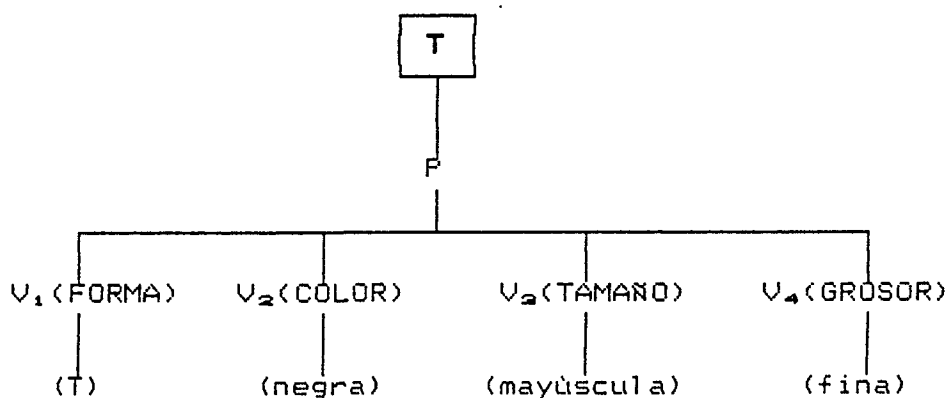 T
P
V₁(FORMA) V₂(COLOR) V₃(TAMAÑO) V₄(GROSOR)
(T) (negra) (mayúscula) (fina)